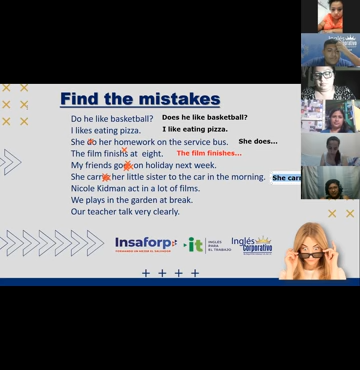 Find the mistakes
Do he like basketball? Does he like basketball?
I likes eating pizza. I like eating pizza.
She do her homework on the service bus. She does...
The film finishs at eight. The film finishes...
My friends goes on holiday next week.
She carris her little sister to the car in the morning. She carr
Nicole Kidman act in a lot of films.
We plays in the garden at break.
Our teacher talk very clearly.
Insaforp it INGLÉS PARA EL TRABAJO Inglés Corporativo